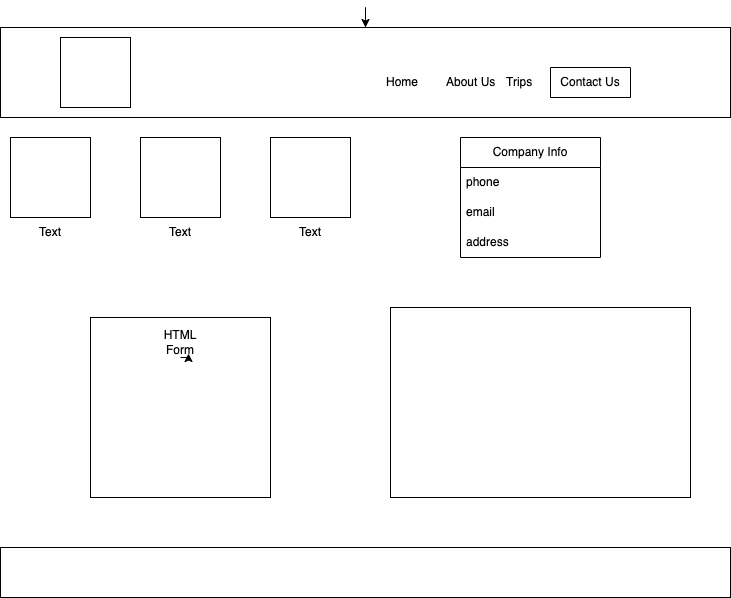 Home
About Us
Trips
Contact Us
Text
Text
Text
Company Info
phone
email
address
HTML
Form